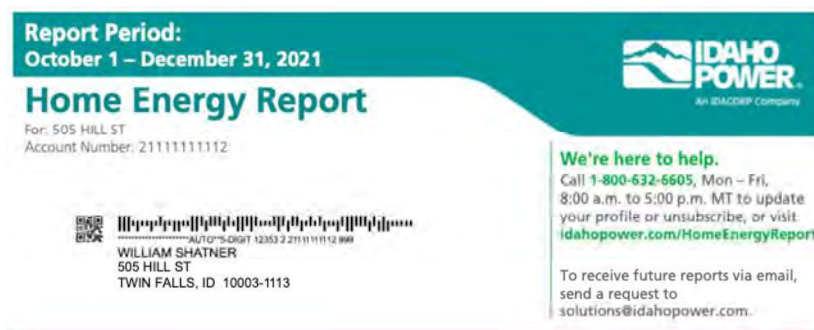 Report Period:
October 1 – December 31, 2021
IDAHO
POWER.
An IDACORP Company
Home Energy Report
For: 505 HILL ST
Account Number: 21111111112
We're here to help.
Call 1-800-632-6605, Mon – Fri,
8:00 a.m. to 5:00 p.m. MT to update
your profile or unsubscribe, or visit
idahopower.com/HomeEnergyReport
To receive future reports via email,
send a request to
solutions@idahopower.com.
WILLIAM SHATNER
505 HILL ST
TWIN FALLS, ID 10003-1113